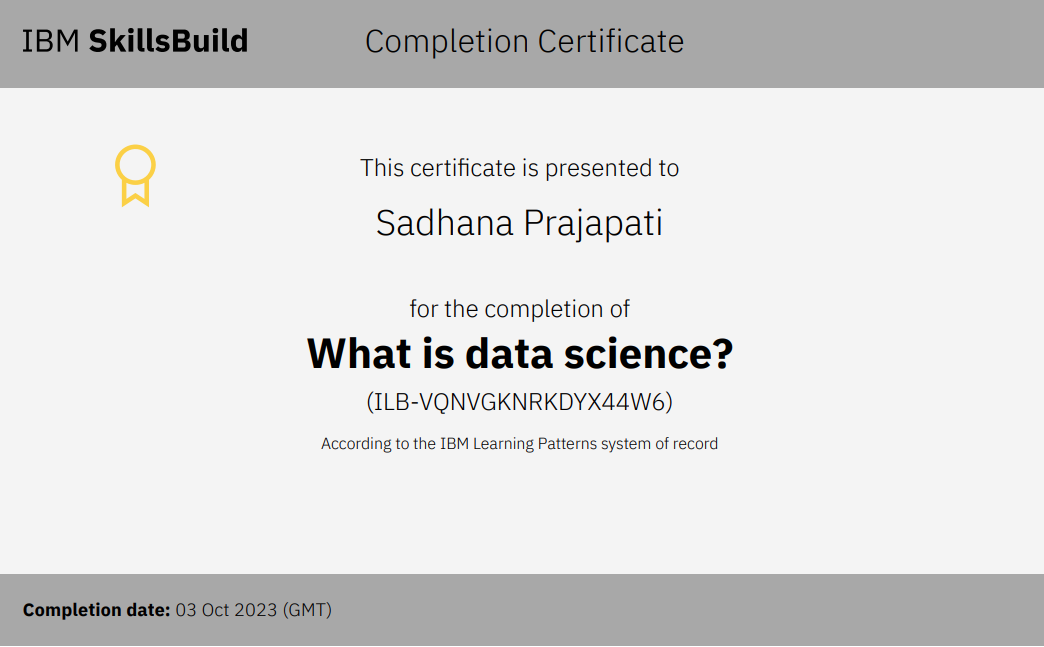 IBM SkillsBuild
Completion Certificate
This certificate is presented to
Sadhana Prajapati
for the completion of
What is data science?
(ILB-VQNVGKNRKDYX44W6)
According to the IBM Learning Patterns system of record
Completion date: 03 Oct 2023 (GMT)